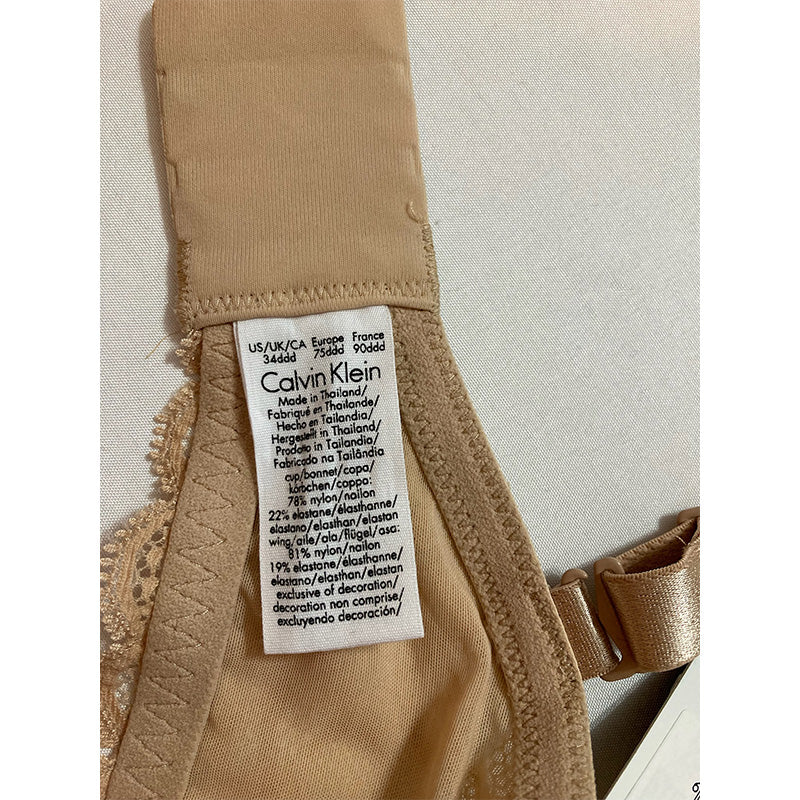 US/UK/CA Europe France
34ddd 75ddd 90ddd
Calvin Klein
Made in Thailand/
Fabriqué en Thaïlande/
Hecho en Tailandia/
Hergestellt in Thailand/
Prodotto in Tailandia/
Fabricado na Tailândia
cup/bonnet/copa/
körbchen/coppa:
78% nylon/nailon
22% elastane/élasthanne/
elastano/elasthan/elastan
wing/aile/ala/flügel/asa:
81% nylon/nailon
19% elastane/élasthanne/
elastano/elasthan/elastan
exclusive of decoration/
decoration non comprise/
excluyendo decoración/